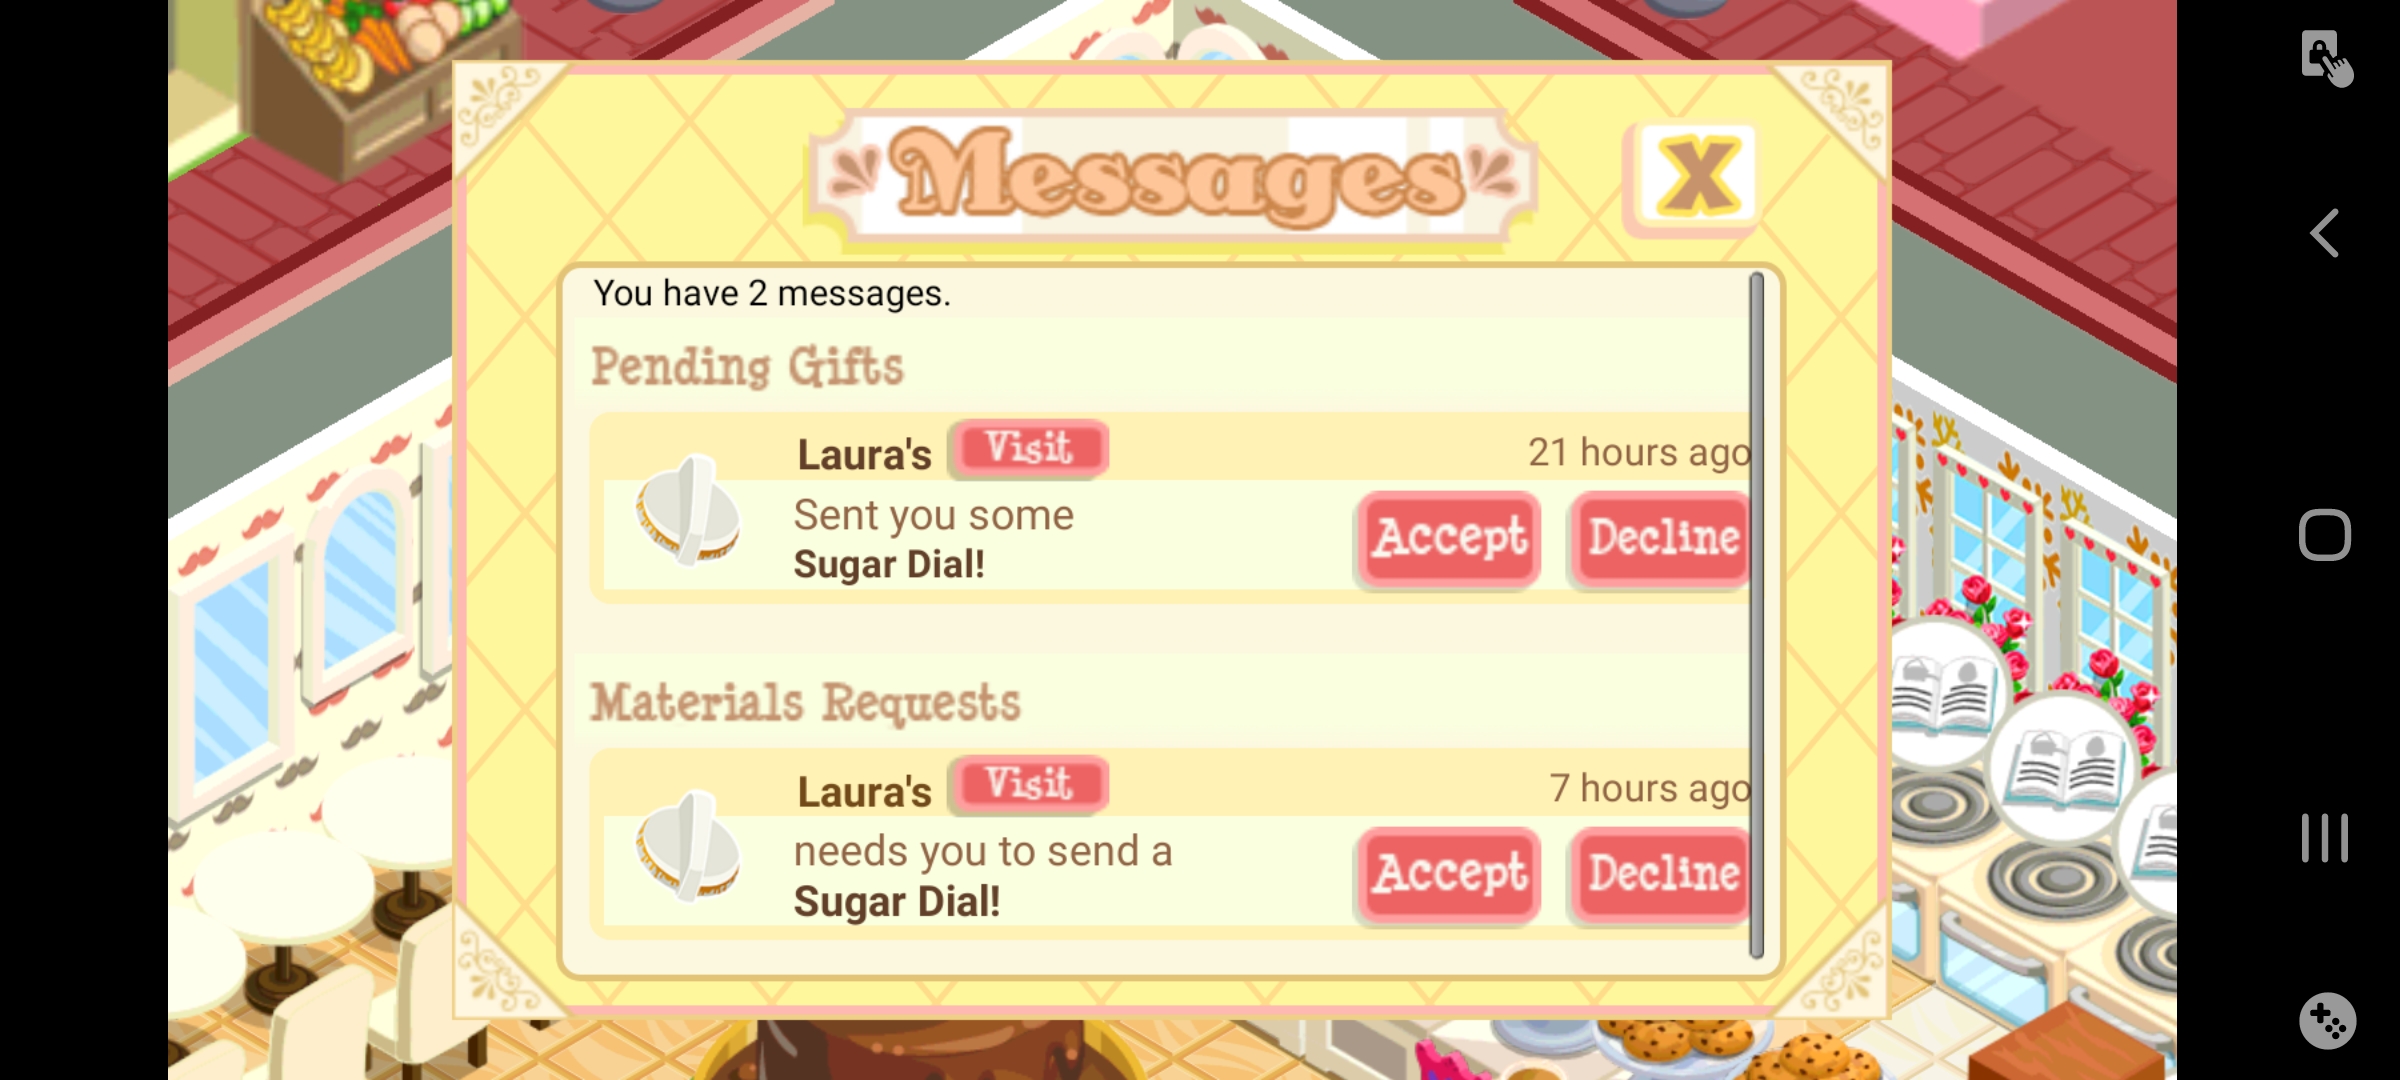 Messages
X
You have 2 messages.
Pending Gifts
Laura's Visit 21 hours ago
Sent you some
Sugar Dial!
Accept Decline
Materials Requests
Laura's Visit 7 hours ago
needs you to send a
Sugar Dial!
Accept Decline